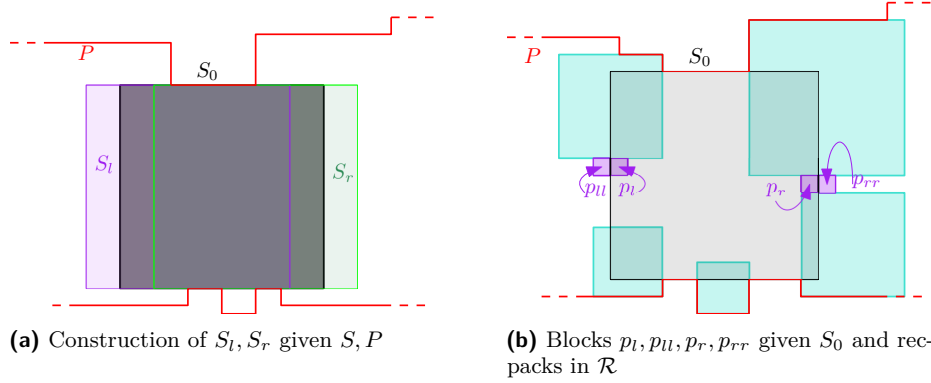 P
S₀
Sₗ
Sᵣ
(a) Construction of Sₗ, Sᵣ given S, P
P
S₀
pₗₗ
pₗ
pᵣ
pᵣᵣ
(b) Blocks pₗ, pₗₗ, pᵣ, pᵣᵣ given S₀ and rec-
packs in ℛ